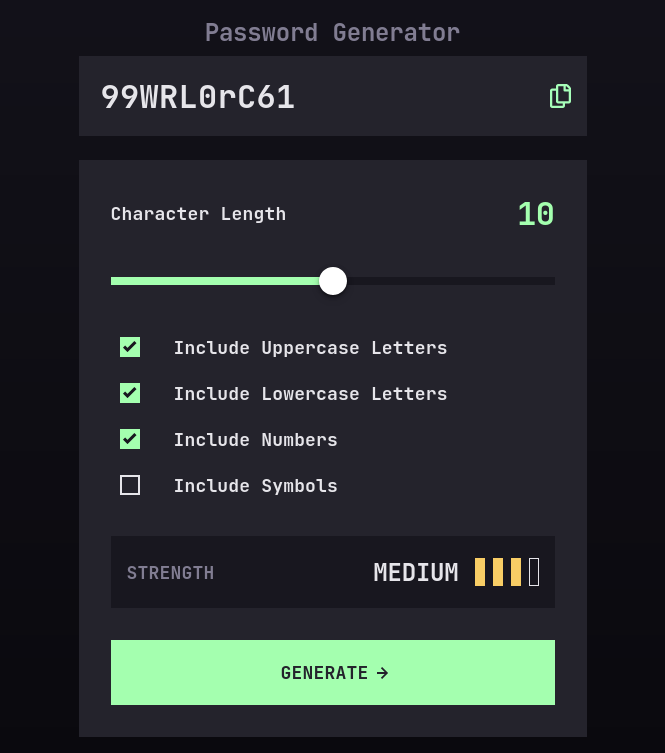 Password Generator
99WRL0rC61
Character Length 10
Include Uppercase Letters
Include Lowercase Letters
Include Numbers
Include Symbols
STRENGTH MEDIUM
GENERATE →